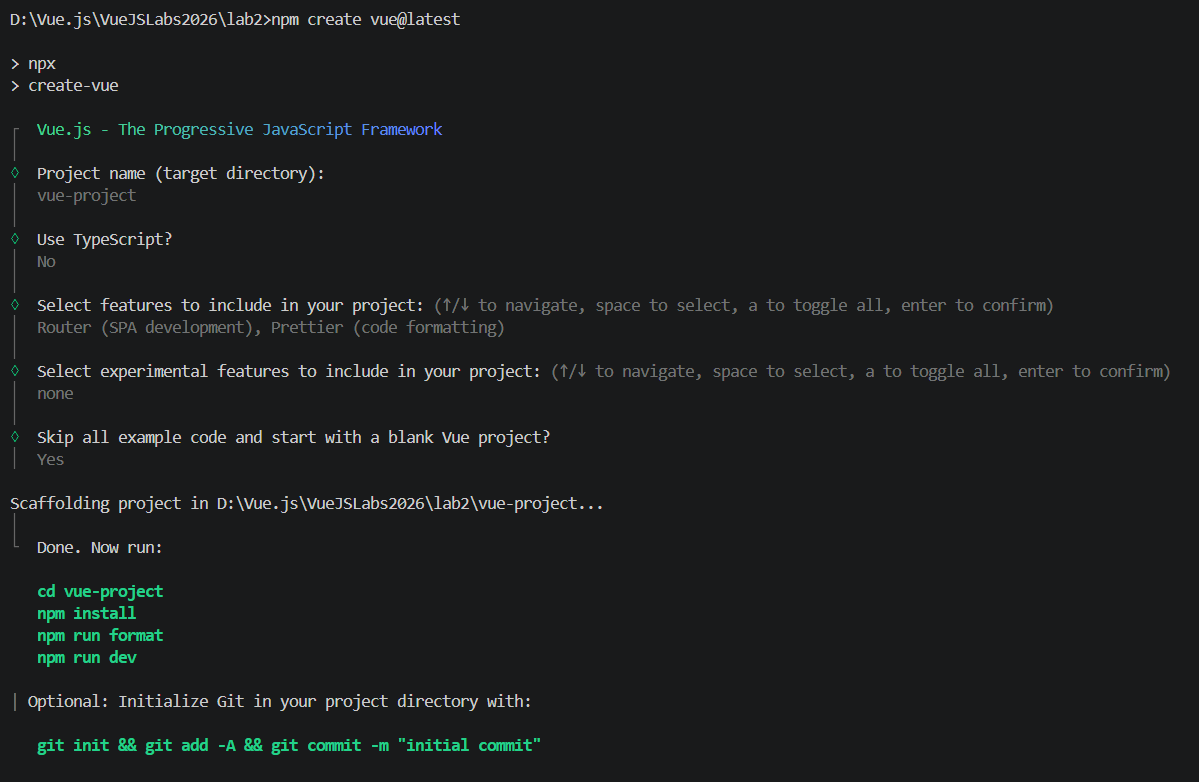 D:\Vue.js\VueJSLabs2026\lab2>npm create vue@latest
> npx
> create-vue
Vue.js - The Progressive JavaScript Framework
Project name (target directory):
vue-project
Use TypeScript?
No
Select features to include in your project: (↑/↓ to navigate, space to select, a to toggle all, enter to confirm)
Router (SPA development), Prettier (code formatting)
Select experimental features to include in your project: (↑/↓ to navigate, space to select, a to toggle all, enter to confirm)
none
Skip all example code and start with a blank Vue project?
Yes
Scaffolding project in D:\Vue.js\VueJSLabs2026\lab2\vue-project...
Done. Now run:
cd vue-project
npm install
npm run format
npm run dev
| Optional: Initialize Git in your project directory with:
git init && git add -A && git commit -m "initial commit"